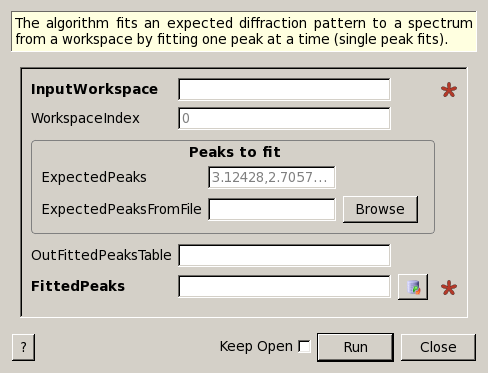 The algorithm fits an expected diffraction pattern to a spectrum
from a workspace by fitting one peak at a time (single peak fits).
InputWorkspace *
WorkspaceIndex 0
Peaks to fit
ExpectedPeaks 3.12428,2.7057...
ExpectedPeaksFromFile Browse
OutFittedPeaksTable
FittedPeaks *
? Keep Open Run Close